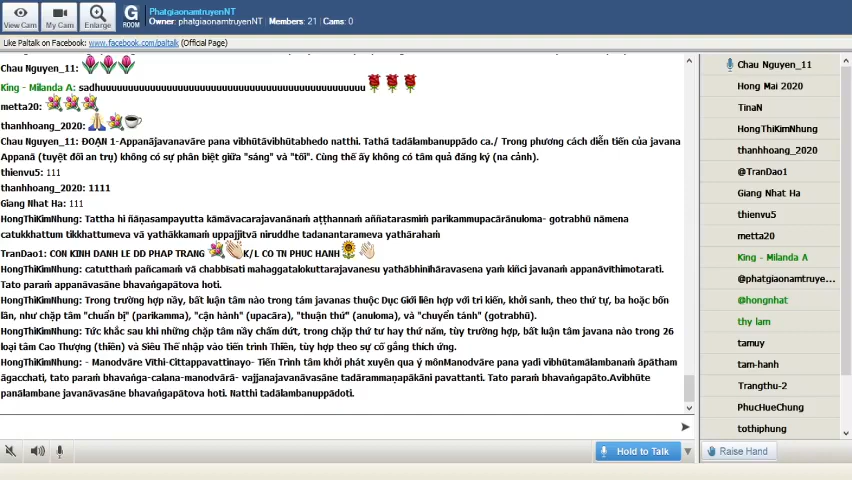 PhatgiaonamtruyenNT
Owner: phatgiaonamtruyenNT | Members: 21 | Cams: 0
View Cam
My Cam
Enlarge
G
ROOM
Like Paltalk on Facebook: www.facebook.com/paltalk (Official Page)
Chau Nguyen_11:
King - Milanda A: sadhuuuuuuuuuuuuuuuuuuuuuuuuuuuuuuuuuuuuuuuuuuuuuuuuu
metta20:
thanhhoang_2020:
Chau Nguyen_11: ĐOẠN 1-Appanājavanavāre pana vibhūtāvibhūtabhedo natthi. Tathā tadālambanuppādo ca./ Trong phương cách diễn tiến của javana
Appanā (tuyệt đối an trụ) không có sự phân biệt giữa "sáng" và "tối". Cùng thế ấy không có tâm quả đăng ký (na cảnh).
thienvu5: 111
thanhhoang_2020: 1111
Giang Nhat Ha: 111
HongThiKimNhung: Tattha hi ñāṇasampayutta kāmāvacarajavanānaṁ aṭṭhannaṁ aññatarasmiṁ parikammupacārānuloma- gotrabhū nāmena
catukkhattum tikkhattumeva vā yathākkamaṁ uppajjitvā niruddhe tadanantarameva yathārahaṁ
TranDao1: CON KINH DANH LE DD PHAP TRANG K/L CO TN PHUC HANH
HongThiKimNhung: catutthaṁ pañcamaṁ vā chabbīsati mahaggatalokuttarajavanesu yathābhinīhāravasena yaṁ kiñci javanaṁ appanāvīthimotarati.
Tato paraṁ appanāvasāne bhavaṅgapātova hoti.
HongThiKimNhung: Trong trường hợp này, bất luận tâm nào trong tám javanas thuộc Dục Giới liên hợp với tri kiến, khởi sanh, theo thứ tự, ba hoặc bốn
lần, như chặp tâm "chuẩn bị" (parikamma), "cận hành" (upacāra), "thuận thứ" (anuloma), và "chuyển tánh" (gotrabhū).
HongThiKimNhung: Tức khắc sau khi những chặp tâm nầy chấm dứt, trong chặp thứ tư hay thứ năm, tùy trường hợp, bất luận tâm javana nào trong 26
loại tâm Cao Thượng (thiền) và Siêu Thế nhập vào tiến trình Thiền, tùy hợp theo sự cố gắng thích ứng.
HongThiKimNhung: - Manodvāre Vīthi-Cittappavattinayo- Tiến Trình tâm khởi phát xuyên qua ý mônManodvāre pana yadi vibhūtamālambanaṁ āpātham
āgacchati, tato paraṁ bhavaṅga-calana-manodvārā- vajjanajavanāvasāne tadārammaṇapākāni pavattanti. Tato paraṁ bhavaṅgapāto.Avibhūte
panālambane javanāvasāne bhavaṅgapātova hoti. Natthi tadālambanuppādoti.
Hold to Talk
Chau Nguyen_11
Hong Mai 2020
TinaN
HongThiKimNhung
thanhhoang_2020
@TranDao1
Giang Nhat Ha
thienvu5
metta20
King - Milanda A
@phatgiaonamtruye...
@hongnhat
thy lam
tamuy
tam-hanh
Trangthu-2
PhucHueChung
tothiphung
Raise Hand